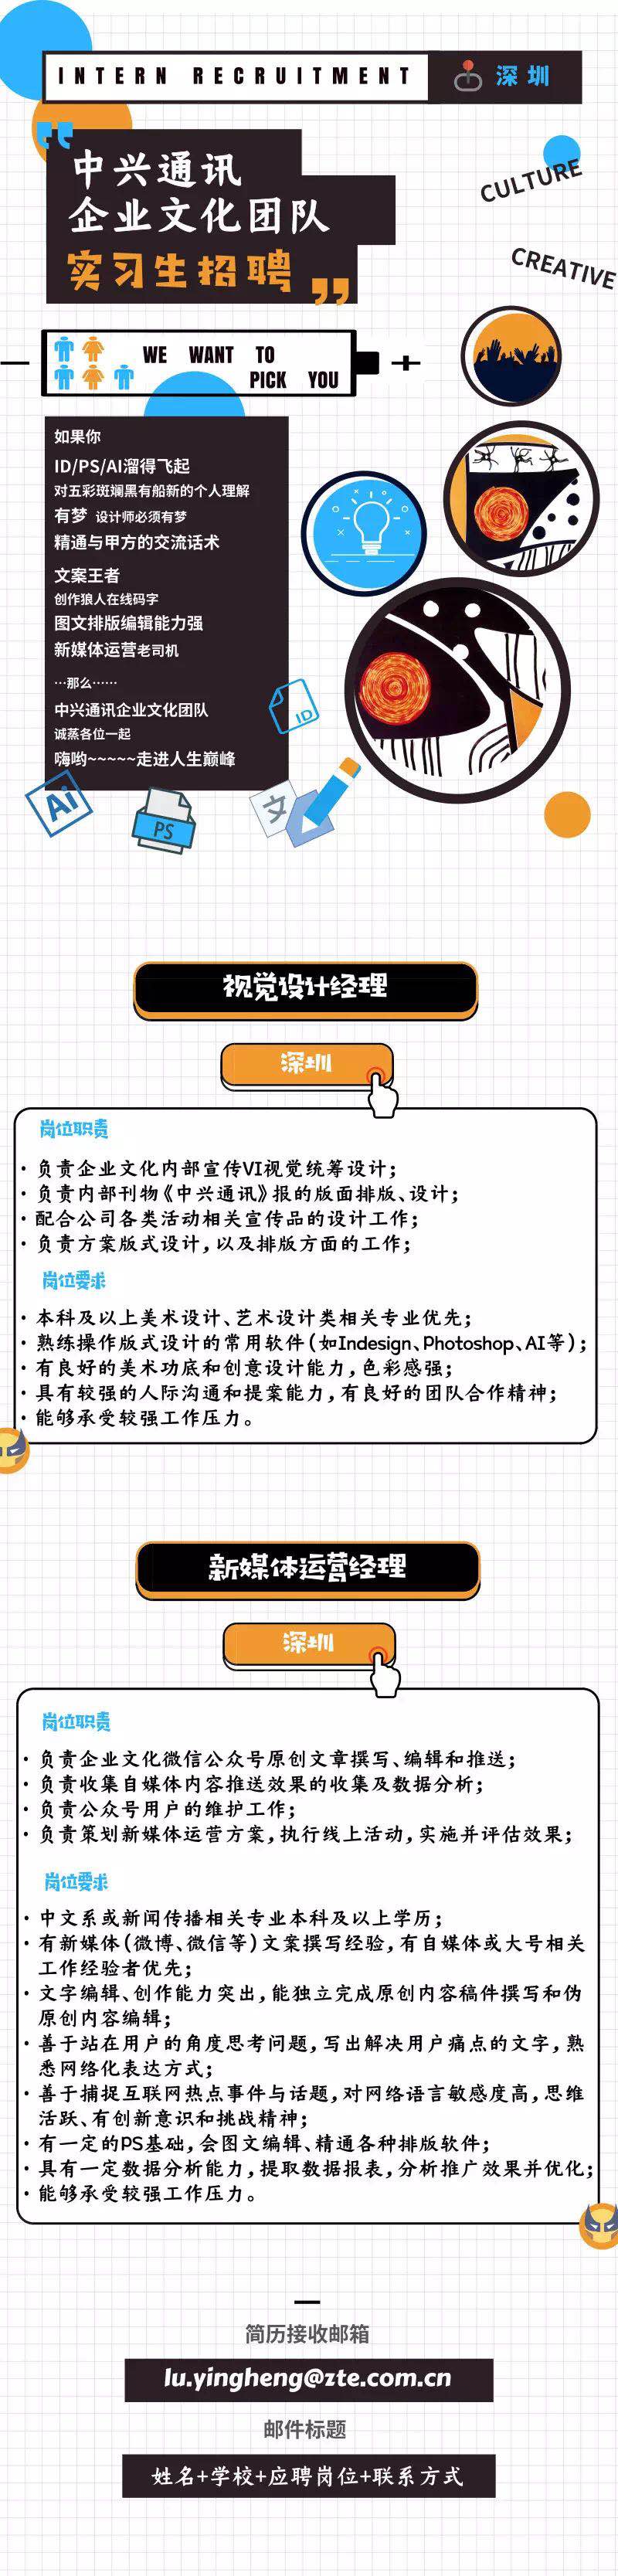 INTERN RECRUITMENT
深圳
中兴通讯
企业文化团队
实习生招聘
CULTURE
CREATIVE
WE WANT TO
PICK YOU
如果你
ID/PS/AI溜得飞起
对五彩斑斓黑有船新的个人理解
有梦 设计师必须有梦
精通与甲方的交流话术
文案王者
创作狼人在线码字
图文排版编辑能力强
新媒体运营老司机
…那么……
中兴通讯企业文化团队
诚蒸各位一起
嗨哟~~~~~走进人生巅峰
ID
Ai
PS
文
视觉设计经理
深圳
岗位职责
· 负责企业文化内部宣传VI视觉统筹设计；
· 负责内部刊物《中兴通讯》报的版面排版、设计；
· 配合公司各类活动相关宣传品的设计工作；
· 负责方案版式设计，以及排版方面的工作；
岗位要求
· 本科及以上美术设计、艺术设计类相关专业优先；
· 熟练操作版式设计的常用软件（如Indesign、Photoshop、AI等）；
· 有良好的美术功底和创意设计能力，色彩感强；
· 具有较强的人际沟通和提案能力，有良好的团队合作精神；
· 能够承受较强工作压力。
新媒体运营经理
深圳
岗位职责
· 负责企业文化微信公众号原创文章撰写、编辑和推送；
· 负责收集自媒体内容推送效果的收集及数据分析；
· 负责公众号用户的维护工作；
· 负责策划新媒体运营方案，执行线上活动，实施并评估效果；
岗位要求
· 中文系或新闻传播相关专业本科及以上学历；
· 有新媒体（微博、微信等）文案撰写经验，有自媒体或大号相关
工作经验者优先；
· 文字编辑、创作能力突出，能独立完成原创内容稿件撰写和伪
原创内容编辑；
· 善于站在用户的角度思考问题，写出解决用户痛点的文字，熟
悉网络化表达方式；
· 善于捕捉互联网热点事件与话题，对网络语言敏感度高，思维
活跃、有创新意识和挑战精神；
· 有一定的PS基础，会图文编辑、精通各种排版软件；
· 具有一定数据分析能力，提取数据报表，分析推广效果并优化；
· 能够承受较强工作压力。
简历接收邮箱
lu.yingheng@zte.com.cn
邮件标题
姓名+学校+应聘岗位+联系方式